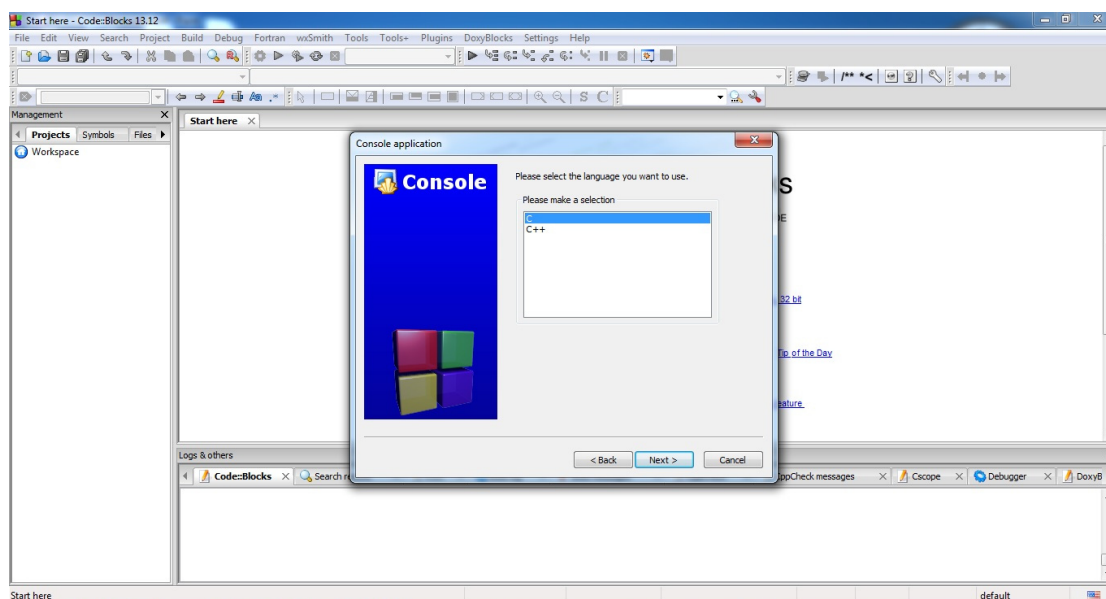 Start here - Code::Blocks 13.12
File Edit View Search Project Build Debug Fortran wxSmith Tools Tools+ Plugins DoxyBlocks Settings Help
/** *<
S C
Management
Projects Symbols Files
Workspace
Start here
Console application
Console
Please select the language you want to use.
Please make a selection
C
C++
S
DE
32 bit
Tip of the Day
eature
< Back Next > Cancel
Logs & others
Code::Blocks Search r CppCheck messages Cscope Debugger DoxyB
Start here default